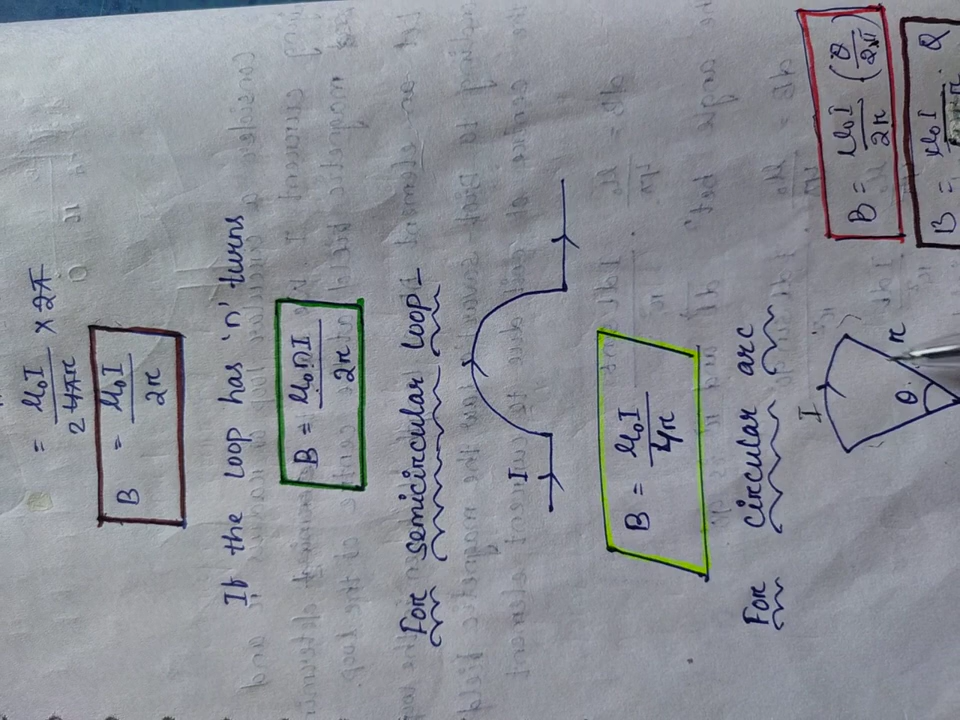 = μ₀I / 2 4πr × 2π
B = μ₀I / 2r
If the loop has 'n' turns
B = μ₀nI / 2r
For semicircular loop :-
I
B = μ₀I / 4r
For circular arc
I
θ
r
B = μ₀I / 2r (θ / 2π)
B = μ₀I